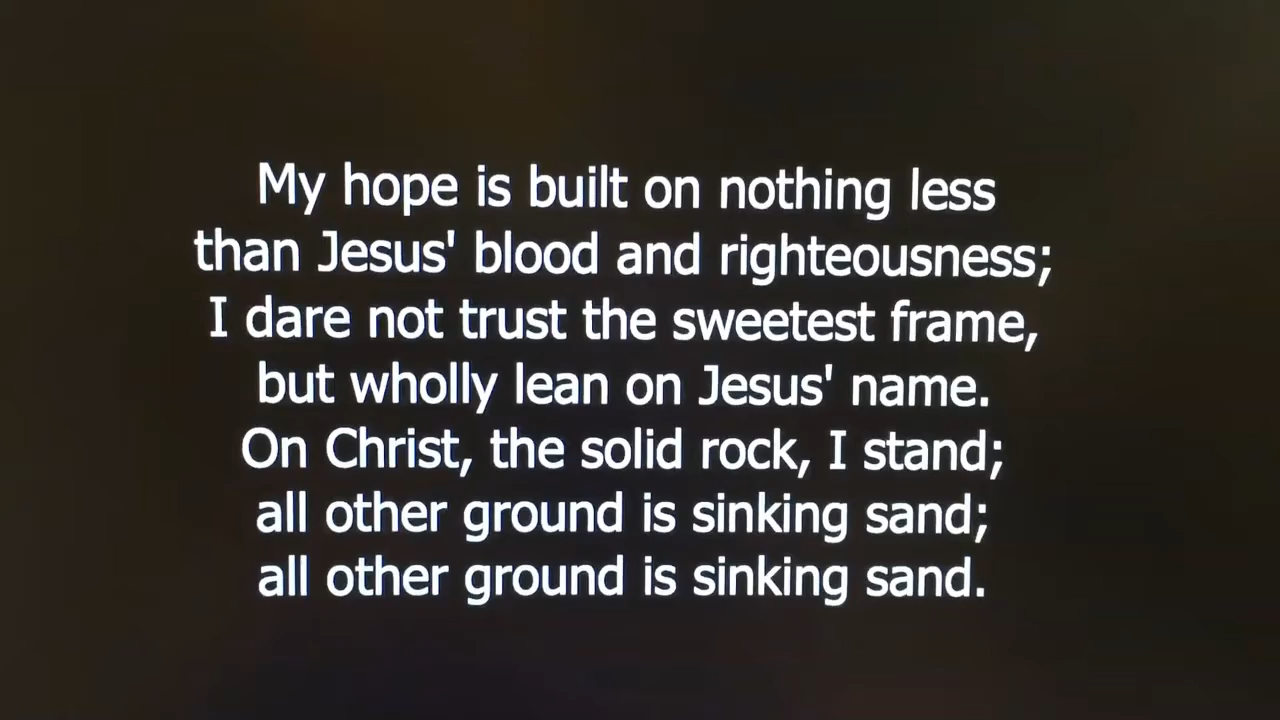 My hope is built on nothing less
than Jesus' blood and righteousness;
I dare not trust the sweetest frame,
but wholly lean on Jesus' name.
On Christ, the solid rock, I stand;
all other ground is sinking sand;
all other ground is sinking sand.